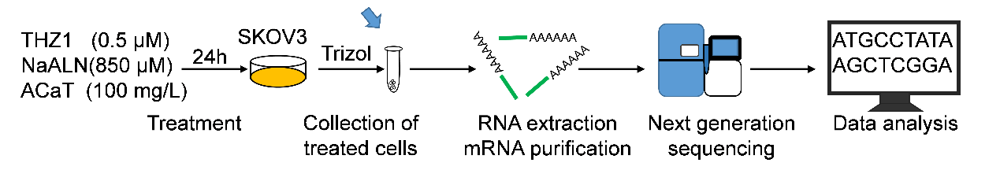 THZ1 (0.5 µM)
NaALN(850 µM)
ACaT (100 mg/L)
24h
Treatment
SKOV3
Trizol
Collection of
treated cells
AAAAAA
AAAAAA
AAAAAA
RNA extraction
mRNA purification
Next generation
sequencing
ATGCCTATA
AGCTCGGA
Data analysis